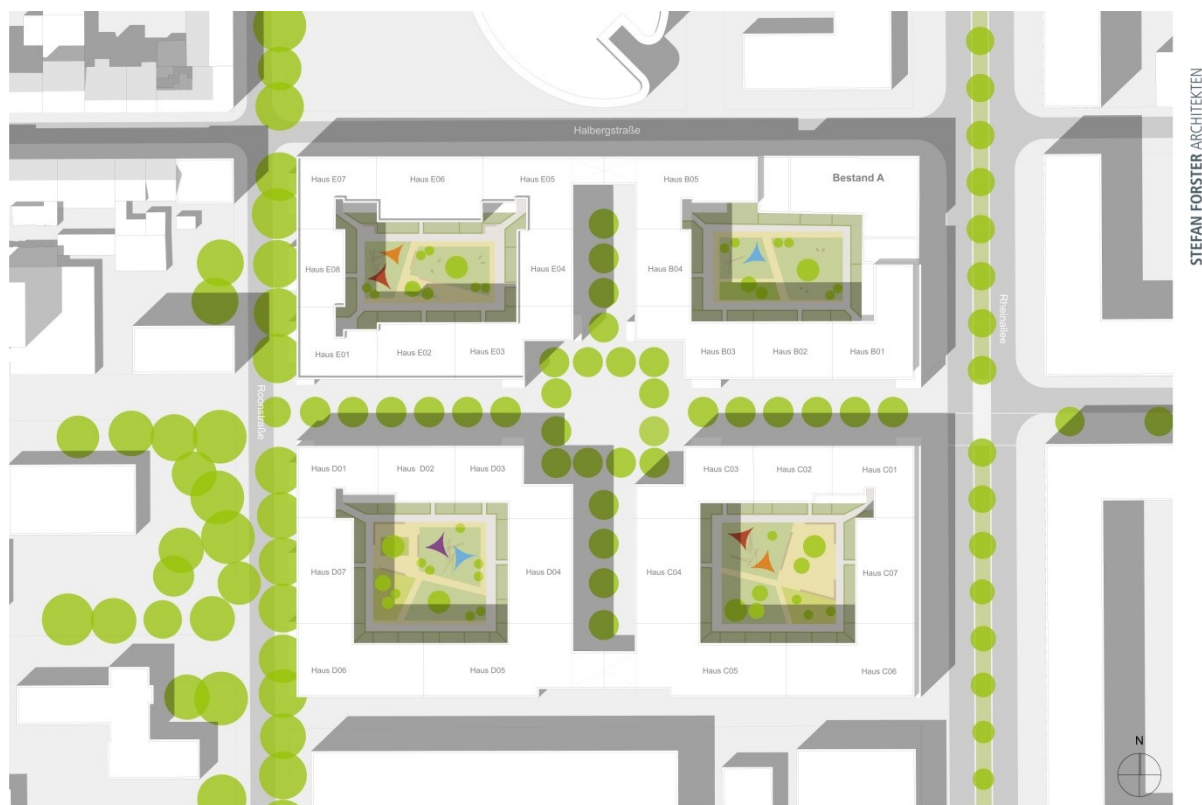 Halbergstraße
Haus E07
Haus E06
Haus E05
Haus B05
Bestand A
Haus E08
Haus E04
Haus B04
Haus E01
Haus E02
Haus E03
Haus B03
Haus B02
Haus B01
Roonstraße
Rheinallee
Haus D01
Haus D02
Haus D03
Haus C03
Haus C02
Haus C01
Haus D07
Haus D04
Haus C04
Haus C07
Haus D06
Haus D05
Haus C05
Haus C06
N
STEFAN FORSTER ARCHITEKTEN